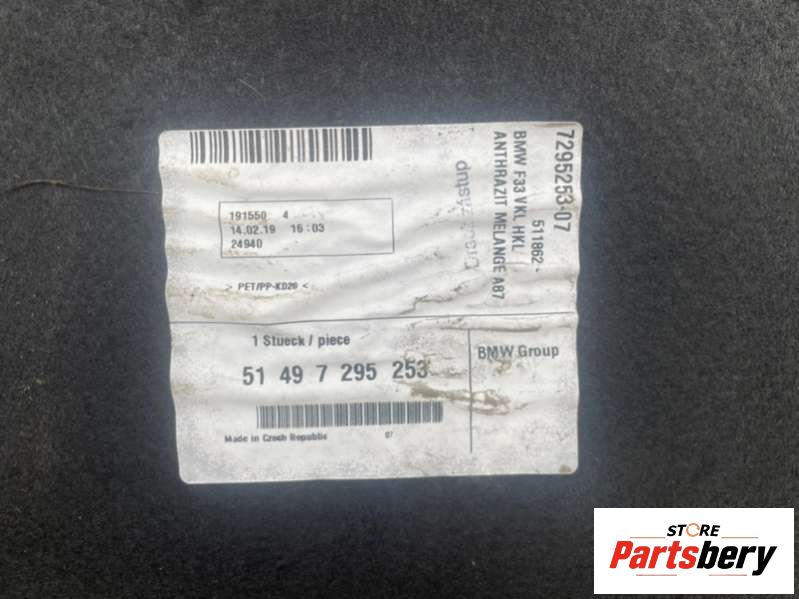 191550 4
14.02.19 16:03
24940
> PET/PP-KD20 <
7295253-07
511862-
BMW F33 VKL HKL
ANTHRAZIT MELANGE A87
1 Stueck / piece
51 49 7 295 253
BMW Group
Made in Czech Republic 07
STORE
Partsbery